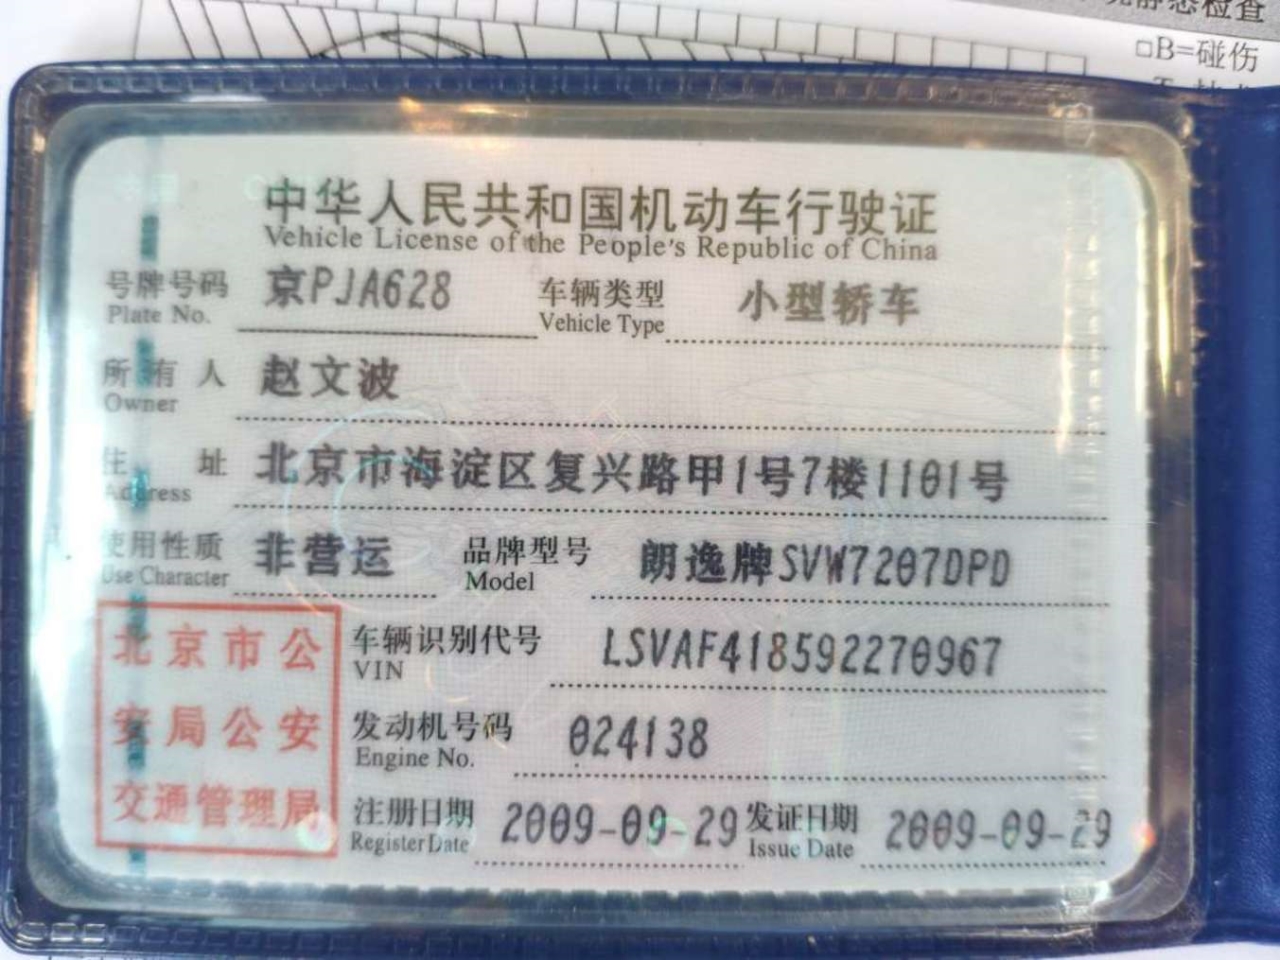 况静态检查
□B=碰伤
中华人民共和国机动车行驶证
Vehicle License of the People's Republic of China
号牌号码 京PJA628 车辆类型 小型轿车
Plate No. Vehicle Type
所有人 赵文波
Owner
住址 北京市海淀区复兴路甲1号7楼1101号
Address
使用性质 非营运 品牌型号 朗逸牌SVW7207DPD
Use Character Model
北京市公
安局公安
交通管理局
车辆识别代号 LSVAF418592270967
VIN
发动机号码 024138
Engine No.
注册日期 2009-09-29 发证日期 2009-09-29
Register Date Issue Date